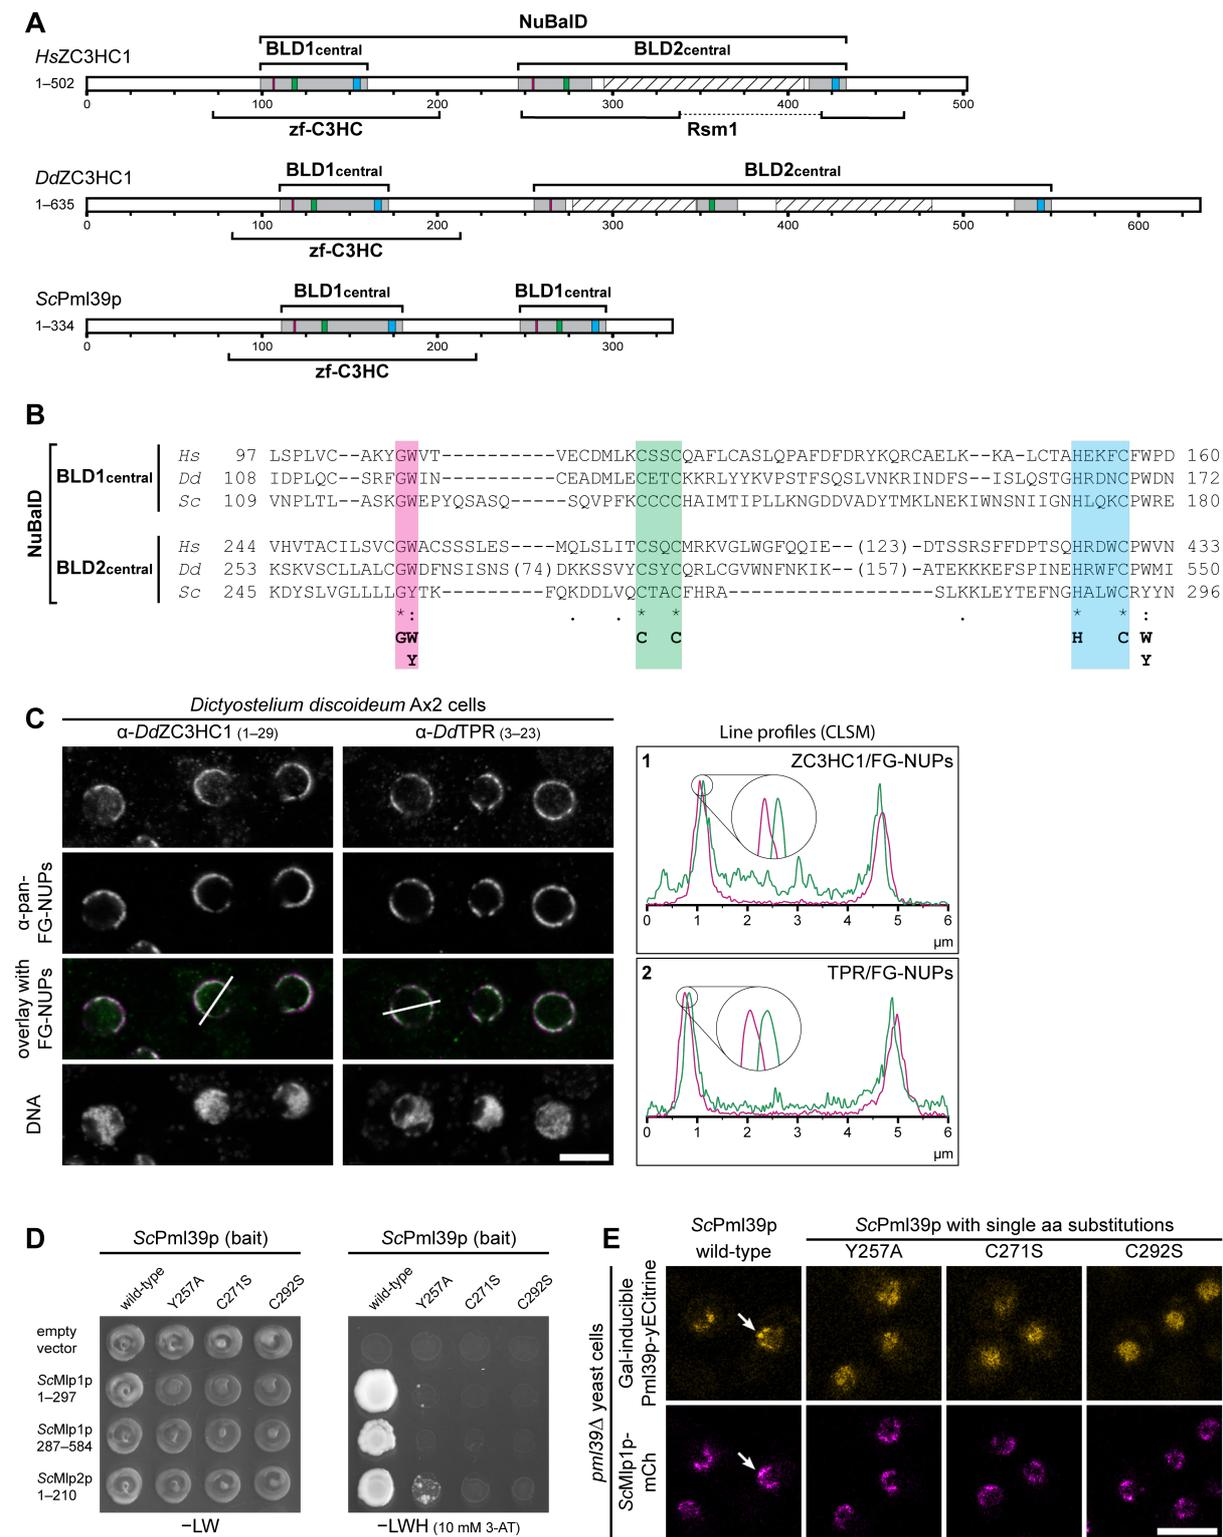 A
NuBaID
HsZC3HC1
BLD1central
BLD2central
1–502
0 100 200 300 400 500
zf-C3HC
Rsm1
DdZC3HC1
BLD1central
BLD2central
1–635
0 100 200 300 400 500 600
zf-C3HC
ScPml39p
BLD1central
BLD1central
1–334
0 100 200 300
zf-C3HC
B
NuBaID
BLD1central
Hs 97 LSPLVC--AKYGWVT----------VECDMLKCSSCQAFLCASLQPAFDFDRYKQRCAELK--KA-LCTAHEKFCFWPD 160
Dd 108 IDPLQC--SRFGWIN----------CEADMLECETCKKRLYYKVPSTFSQSLVNKRINDFS-ISLQSTGHRDNCPWDN 172
Sc 109 VNPLTL--ASKGWEPYQSASQ----SQVPFKCCCCHAIMTIPLKNGDDVADYTMKLNEKIWNSNIIGNHLQKCPWRE 180
BLD2central
Hs 244 VHVTACILSVCGWACSSSLES----MQLSLITCSQCMRKVGLWGFQQIE--(123)-DTSSRSFFDPTSQHRDWCPWVN 433
Dd 253 KSKVSCLLALCGWDFNSISNS(74)DKKSSVYCSYCQRLCGVWNFNKIK--(157)-ATEKKKEFSPINEHRWFCPWMI 550
Sc 245 KDYSLVGLLLLGYTK---------FQKDDLVQCTACFHRA------------------SLKKLEYTEFNGHALWCRYYN 296
* : . . * * . * * :
GW C C H C W
Y Y
C
Dictyostelium discoideum Ax2 cells
α-DdZC3HC1 (1–29)
α-DdTPR (3–23)
α-pan-
FG-NUPs
overlay with
FG-NUPs
DNA
Line profiles (CLSM)
1
ZC3HC1/FG-NUPs
0 1 2 3 4 5 6
µm
2
TPR/FG-NUPs
0 1 2 3 4 5 6
µm
D
ScPml39p (bait)
ScPml39p (bait)
wild-type Y257A C271S C292S
wild-type Y257A C271S C292S
empty
vector
ScMlp1p
1–297
ScMlp1p
287–584
ScMlp2p
1–210
–LW
–LWH (10 mM 3-AT)
E
ScPml39p
wild-type
ScPml39p with single aa substitutions
Y257A C271S C292S
pml39Δ yeast cells
Gal-inducible
Pml39p-yECitrine
ScMlp1p-
mCh